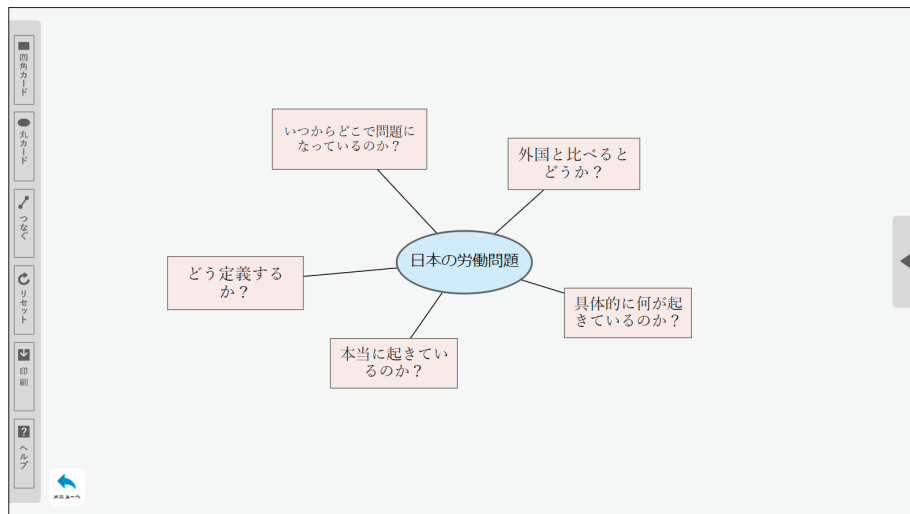 四角カード
丸カード
つなぐ
リセット
印刷
ヘルプ
メニューへ
いつからどこで問題に
なっているのか？
外国と比べると
どうか？
日本の労働問題
どう定義する
か？
具体的に何が起
きているのか？
本当に起きてい
るのか？